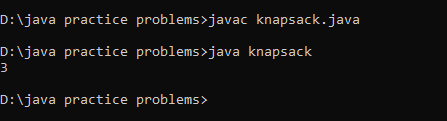 D:\java practice problems>javac knapsack.java
D:\java practice problems>java knapsack
3
D:\java practice problems>